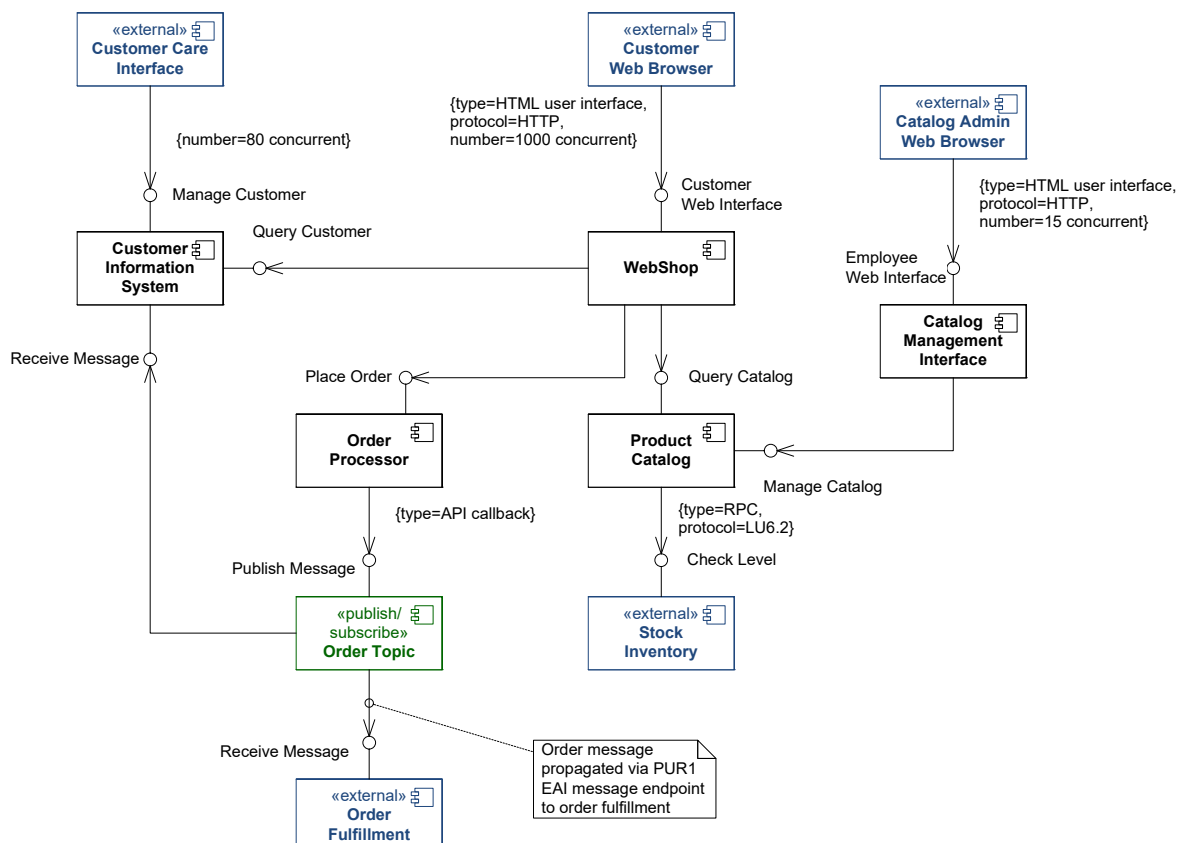 «external»
Customer Care
Interface
«external»
Customer
Web Browser
«external»
Catalog Admin
Web Browser
{number=80 concurrent}
{type=HTML user interface,
protocol=HTTP,
number=1000 concurrent}
{type=HTML user interface,
protocol=HTTP,
number=15 concurrent}
Manage Customer
Customer
Web Interface
Query Customer
Employee
Web Interface
Customer
Information
System
WebShop
Catalog
Management
Interface
Receive Message
Place Order
Query Catalog
Order
Processor
Product
Catalog
Manage Catalog
{type=API callback}
{type=RPC,
protocol=LU6.2}
Publish Message
Check Level
«publish/
subscribe»
Order Topic
«external»
Stock
Inventory
Receive Message
Order message
propagated via PUR1
EAI message endpoint
to order fulfillment
«external»
Order
Fulfillment